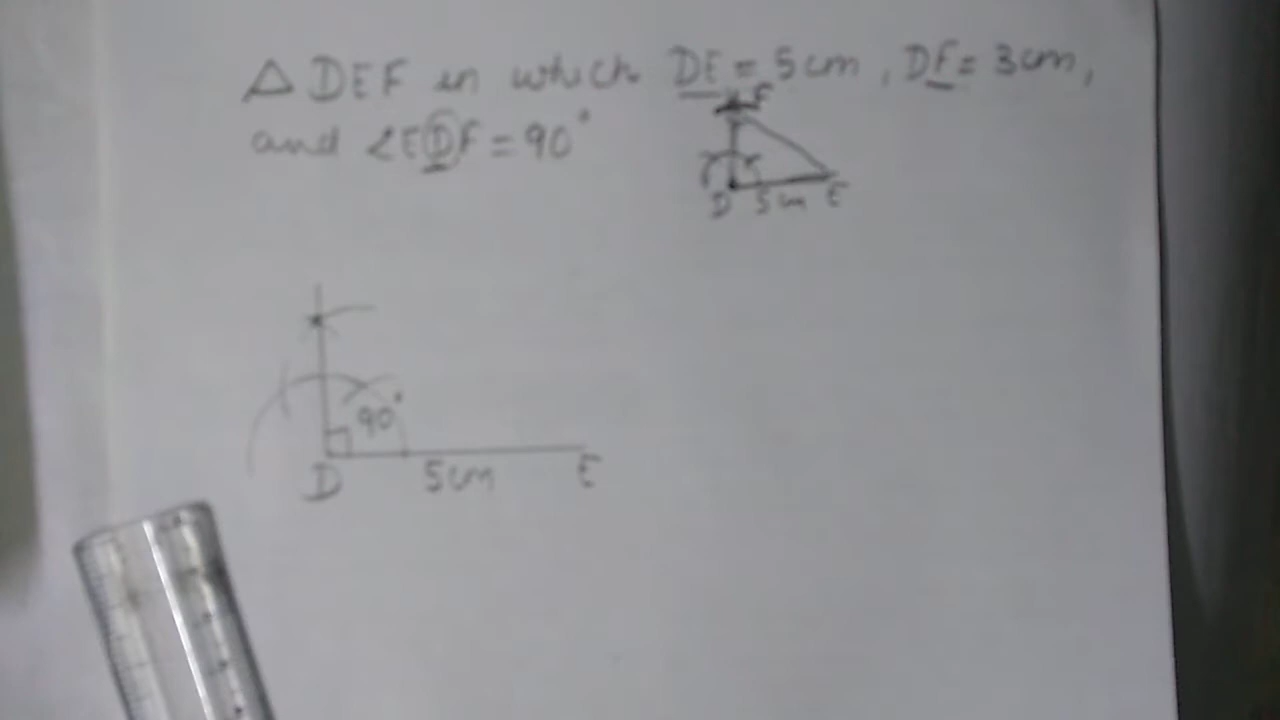 △ DEF in which DE = 5cm, DF = 3cm,
and ∠EDF = 90°
F
D 5cm E
90°
D 5cm E